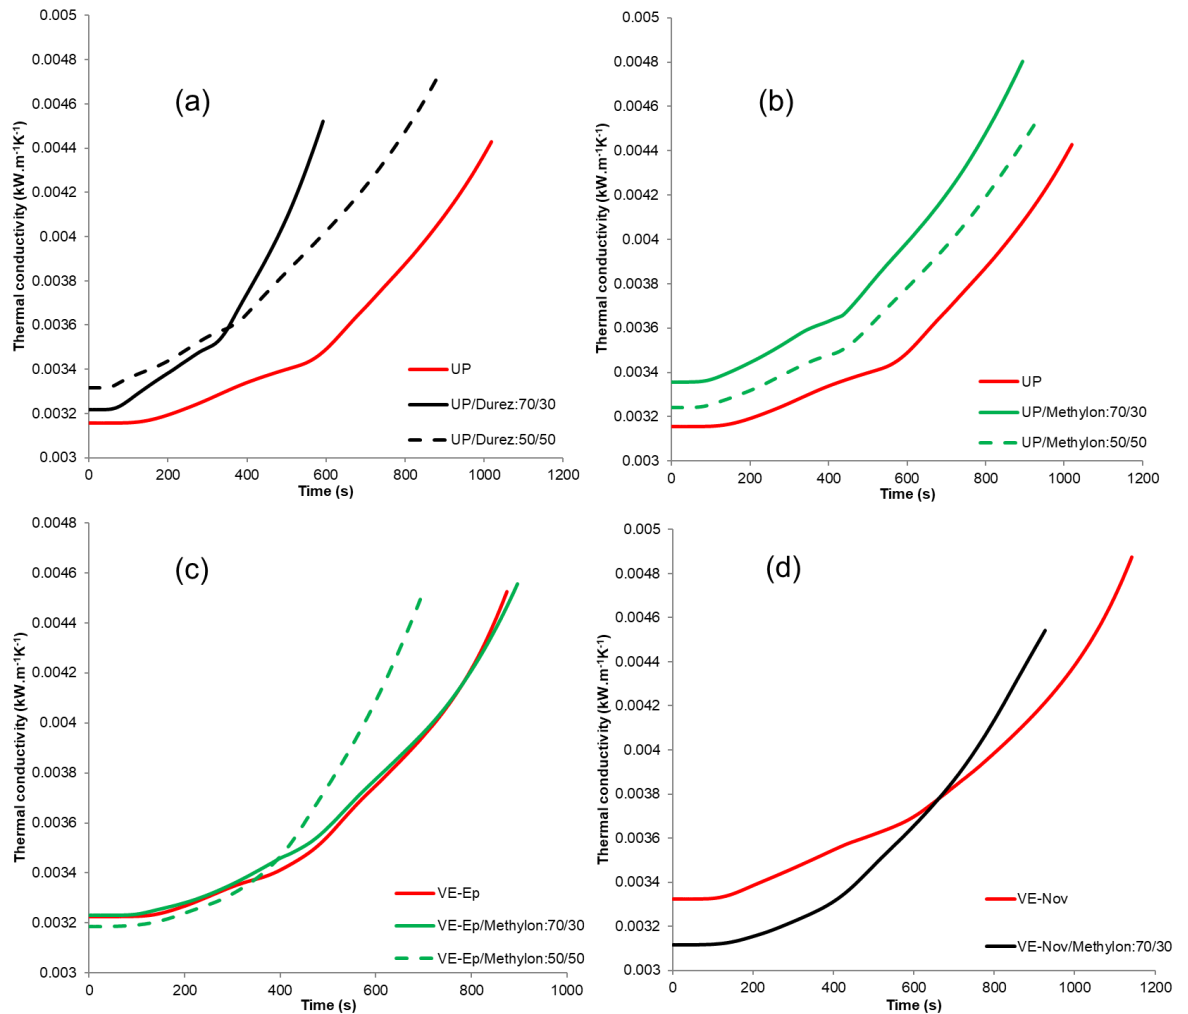 (a)
Thermal conductivity (kW.m⁻¹K⁻¹)
0.005
0.0048
0.0046
0.0044
0.0042
0.004
0.0038
0.0036
0.0034
0.0032
0.003
0 200 400 600 800 1000 1200
Time (s)
UP
UP/Durez:70/30
UP/Durez:50/50
(b)
Thermal conductivity (kW.m⁻¹K⁻¹)
0.005
0.0048
0.0046
0.0044
0.0042
0.004
0.0038
0.0036
0.0034
0.0032
0.003
0 200 400 600 800 1000 1200
Time (s)
UP
UP/Methylon:70/30
UP/Methylon:50/50
(c)
Thermal conductivity (kW.m⁻¹K⁻¹)
0.0048
0.0046
0.0044
0.0042
0.004
0.0038
0.0036
0.0034
0.0032
0.003
0 200 400 600 800 1000
Time (s)
VE-Ep
VE-Ep/Methylon:70/30
VE-Ep/Methylon:50/50
(d)
Thermal conductivity (kW.m⁻¹K⁻¹)
0.005
0.0048
0.0046
0.0044
0.0042
0.004
0.0038
0.0036
0.0034
0.0032
0.003
0 200 400 600 800 1000 1200
Time (s)
VE-Nov
VE-Nov/Methylon:70/30